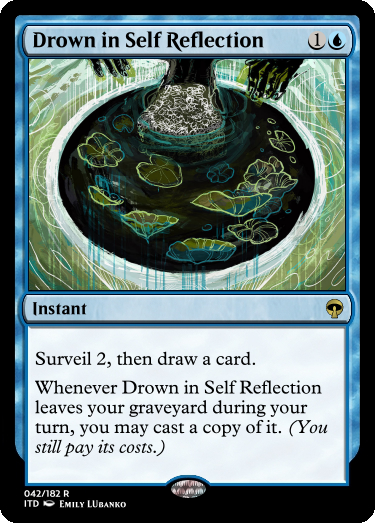 Drown in Self Reflection 1
Instant
Surveil 2, then draw a card.
Whenever Drown in Self Reflection
leaves your graveyard during your
turn, you may cast a copy of it. (You
still pay its costs.)
042/182 R
ITD Emily LUbanko